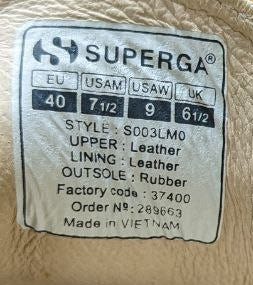 SUPERGA®
EU USAM USAW UK
40 7 1/2 9 6 1/2
STYLE : S003LM0
UPPER : Leather
LINING : Leather
OUTSOLE : Rubber
Factory code : 37400
Order Nº : 289663
Made in VIETNAM